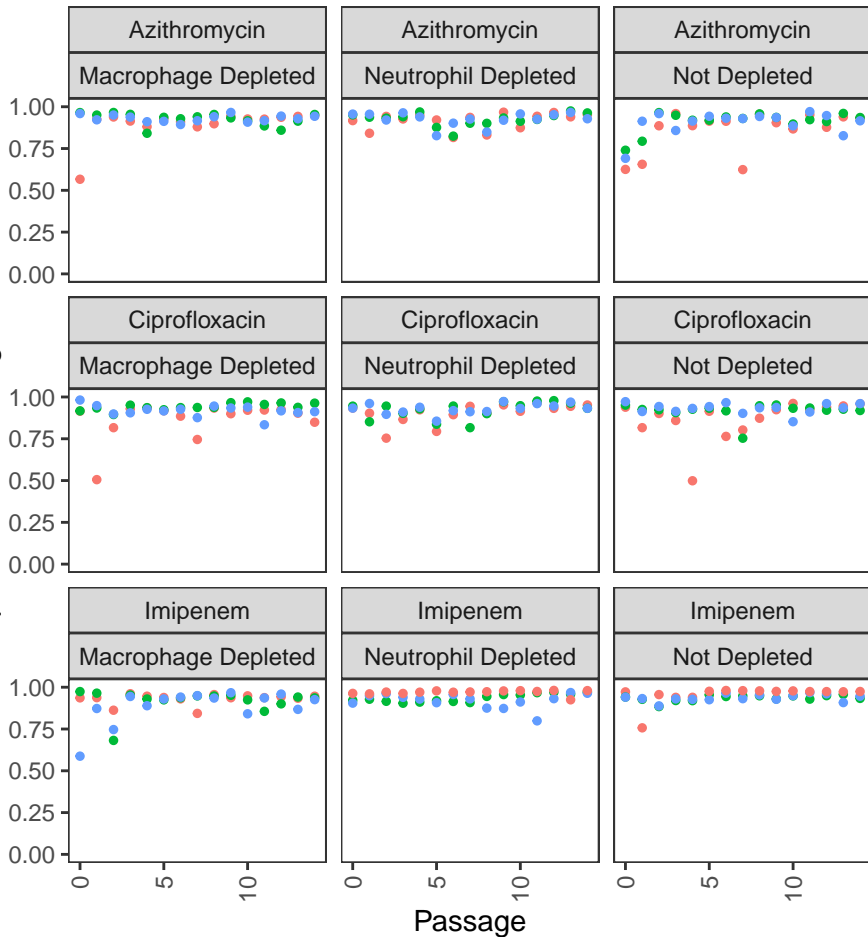 Azithromycin Azithromycin Azithromycin
Macrophage Depleted Neutrophil Depleted Not Depleted
1.00
0.75
0.50
0.25
0.00
Ciprofloxacin Ciprofloxacin Ciprofloxacin
Macrophage Depleted Neutrophil Depleted Not Depleted
1.00
0.75
0.50
0.25
0.00
Imipenem Imipenem Imipenem
Macrophage Depleted Neutrophil Depleted Not Depleted
1.00
0.75
0.50
0.25
0.00
0 5 10 0 5 10 0 5 10
Passage